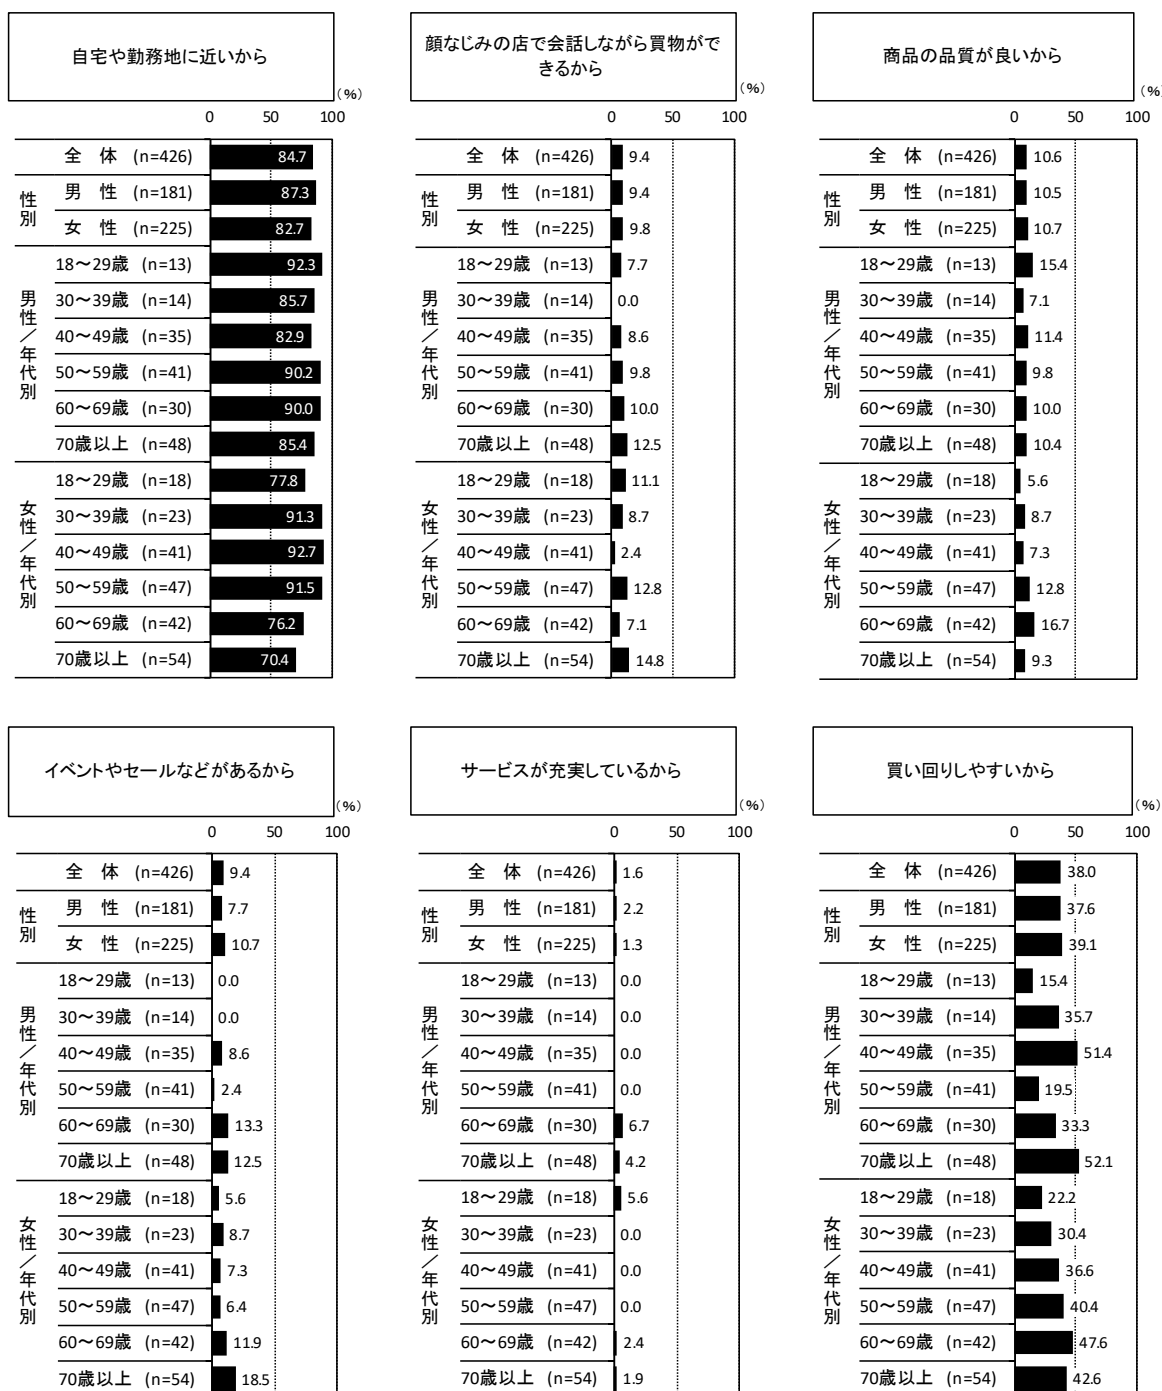 自宅や勤務地に近いから
(%)
0 50 100
全 体 (n=426) 84.7
性別
男 性 (n=181) 87.3
女 性 (n=225) 82.7
男性/年代別
18~29歳 (n=13) 92.3
30~39歳 (n=14) 85.7
40~49歳 (n=35) 82.9
50~59歳 (n=41) 90.2
60~69歳 (n=30) 90.0
70歳以上 (n=48) 85.4
女性/年代別
18~29歳 (n=18) 77.8
30~39歳 (n=23) 91.3
40~49歳 (n=41) 92.7
50~59歳 (n=47) 91.5
60~69歳 (n=42) 76.2
70歳以上 (n=54) 70.4
顔なじみの店で会話しながら買物がで
きるから
(%)
0 50 100
全 体 (n=426) 9.4
性別
男 性 (n=181) 9.4
女 性 (n=225) 9.8
男性/年代別
18~29歳 (n=13) 7.7
30~39歳 (n=14) 0.0
40~49歳 (n=35) 8.6
50~59歳 (n=41) 9.8
60~69歳 (n=30) 10.0
70歳以上 (n=48) 12.5
女性/年代別
18~29歳 (n=18) 11.1
30~39歳 (n=23) 8.7
40~49歳 (n=41) 2.4
50~59歳 (n=47) 12.8
60~69歳 (n=42) 7.1
70歳以上 (n=54) 14.8
商品の品質が良いから
(%)
0 50 100
全 体 (n=426) 10.6
性別
男 性 (n=181) 10.5
女 性 (n=225) 10.7
男性/年代別
18~29歳 (n=13) 15.4
30~39歳 (n=14) 7.1
40~49歳 (n=35) 11.4
50~59歳 (n=41) 9.8
60~69歳 (n=30) 10.0
70歳以上 (n=48) 10.4
女性/年代別
18~29歳 (n=18) 5.6
30~39歳 (n=23) 8.7
40~49歳 (n=41) 7.3
50~59歳 (n=47) 12.8
60~69歳 (n=42) 16.7
70歳以上 (n=54) 9.3
イベントやセールなどがあるから
(%)
0 50 100
全 体 (n=426) 9.4
性別
男 性 (n=181) 7.7
女 性 (n=225) 10.7
男性/年代別
18~29歳 (n=13) 0.0
30~39歳 (n=14) 0.0
40~49歳 (n=35) 8.6
50~59歳 (n=41) 2.4
60~69歳 (n=30) 13.3
70歳以上 (n=48) 12.5
女性/年代別
18~29歳 (n=18) 5.6
30~39歳 (n=23) 8.7
40~49歳 (n=41) 7.3
50~59歳 (n=47) 6.4
60~69歳 (n=42) 11.9
70歳以上 (n=54) 18.5
サービスが充実しているから
(%)
0 50 100
全 体 (n=426) 1.6
性別
男 性 (n=181) 2.2
女 性 (n=225) 1.3
男性/年代別
18~29歳 (n=13) 0.0
30~39歳 (n=14) 0.0
40~49歳 (n=35) 0.0
50~59歳 (n=41) 0.0
60~69歳 (n=30) 6.7
70歳以上 (n=48) 4.2
女性/年代別
18~29歳 (n=18) 5.6
30~39歳 (n=23) 0.0
40~49歳 (n=41) 0.0
50~59歳 (n=47) 0.0
60~69歳 (n=42) 2.4
70歳以上 (n=54) 1.9
買い回りしやすいから
(%)
0 50 100
全 体 (n=426) 38.0
性別
男 性 (n=181) 37.6
女 性 (n=225) 39.1
男性/年代別
18~29歳 (n=13) 15.4
30~39歳 (n=14) 35.7
40~49歳 (n=35) 51.4
50~59歳 (n=41) 19.5
60~69歳 (n=30) 33.3
70歳以上 (n=48) 52.1
女性/年代別
18~29歳 (n=18) 22.2
30~39歳 (n=23) 30.4
40~49歳 (n=41) 36.6
50~59歳 (n=47) 40.4
60~69歳 (n=42) 47.6
70歳以上 (n=54) 42.6